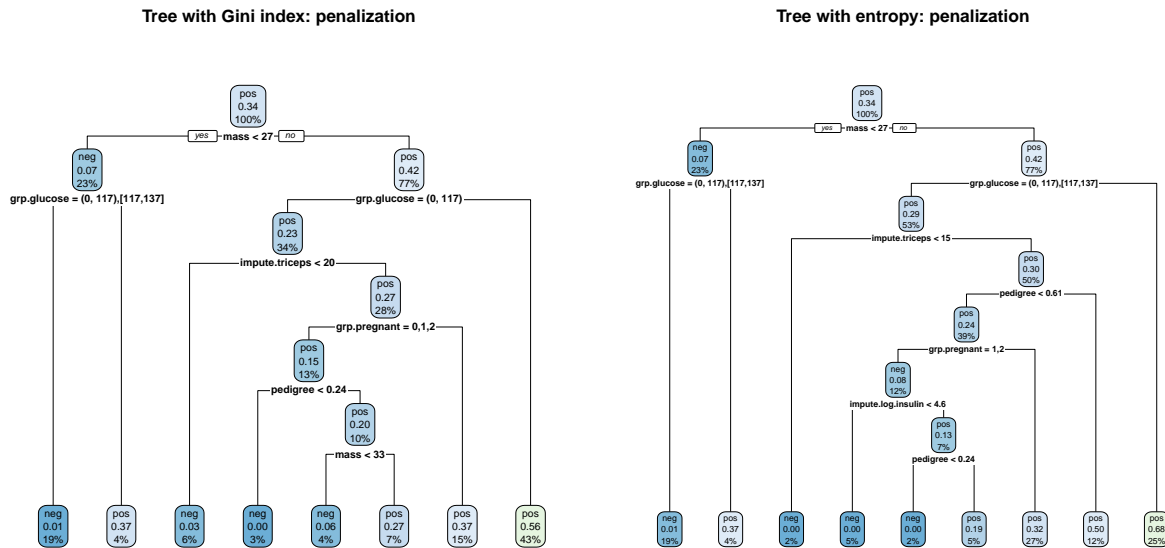 Tree with Gini index: penalization
pos
0.34
100%
yes mass < 27 no
neg
0.07
23%
pos
0.42
77%
grp.glucose = (0, 117),[117,137]
grp.glucose = (0, 117)
pos
0.23
34%
impute.triceps < 20
pos
0.27
28%
grp.pregnant = 0,1,2
pos
0.15
13%
pedigree < 0.24
pos
0.20
10%
mass < 33
neg
0.01
19%
pos
0.37
4%
neg
0.03
6%
neg
0.00
3%
neg
0.06
4%
pos
0.27
7%
pos
0.37
15%
pos
0.56
43%
Tree with entropy: penalization
pos
0.34
100%
yes mass < 27 no
neg
0.07
23%
pos
0.42
77%
grp.glucose = (0, 117),[117,137]
grp.glucose = (0, 117),[117,137]
pos
0.29
53%
impute.triceps < 15
pos
0.30
50%
pedigree < 0.61
pos
0.24
39%
grp.pregnant = 1,2
neg
0.08
12%
impute.log.insulin < 4.6
pos
0.13
7%
pedigree < 0.24
neg
0.01
19%
pos
0.37
4%
neg
0.00
2%
neg
0.00
5%
neg
0.00
2%
pos
0.19
5%
pos
0.32
27%
pos
0.50
12%
pos
0.68
25%